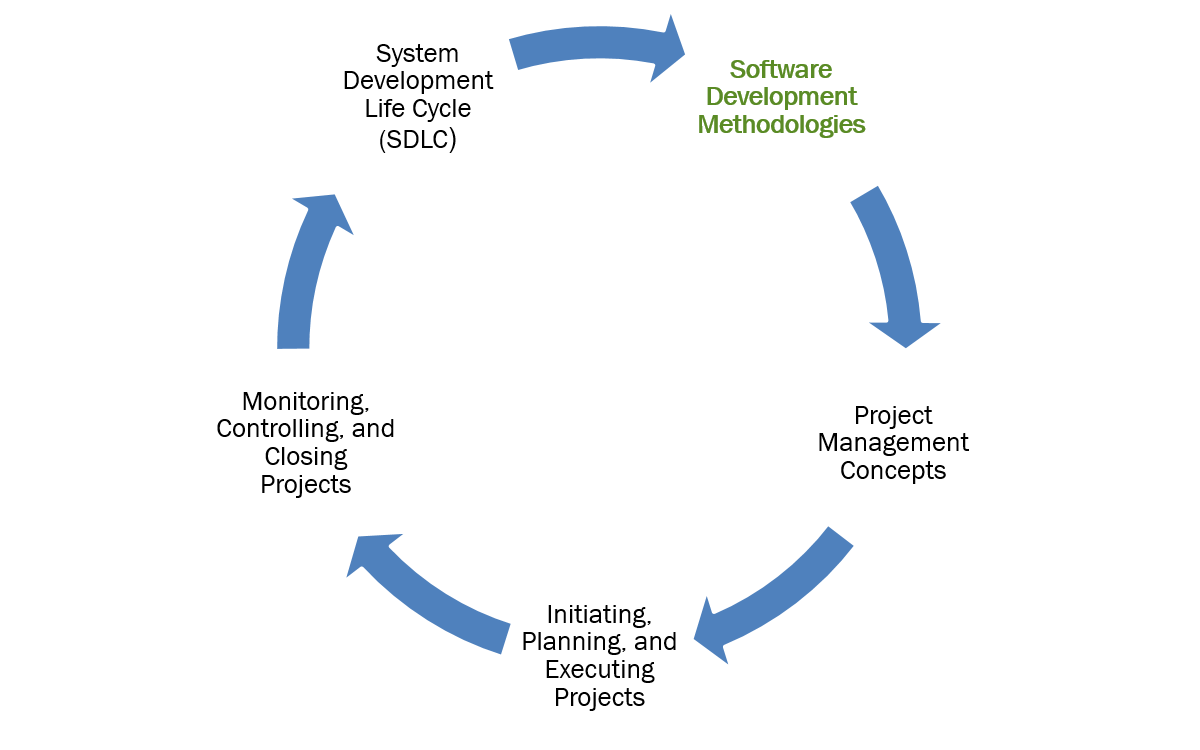 System
Development
Life Cycle
(SDLC)
Software
Development
Methodologies
Project
Management
Concepts
Initiating,
Planning, and
Executing
Projects
Monitoring,
Controlling, and
Closing
Projects